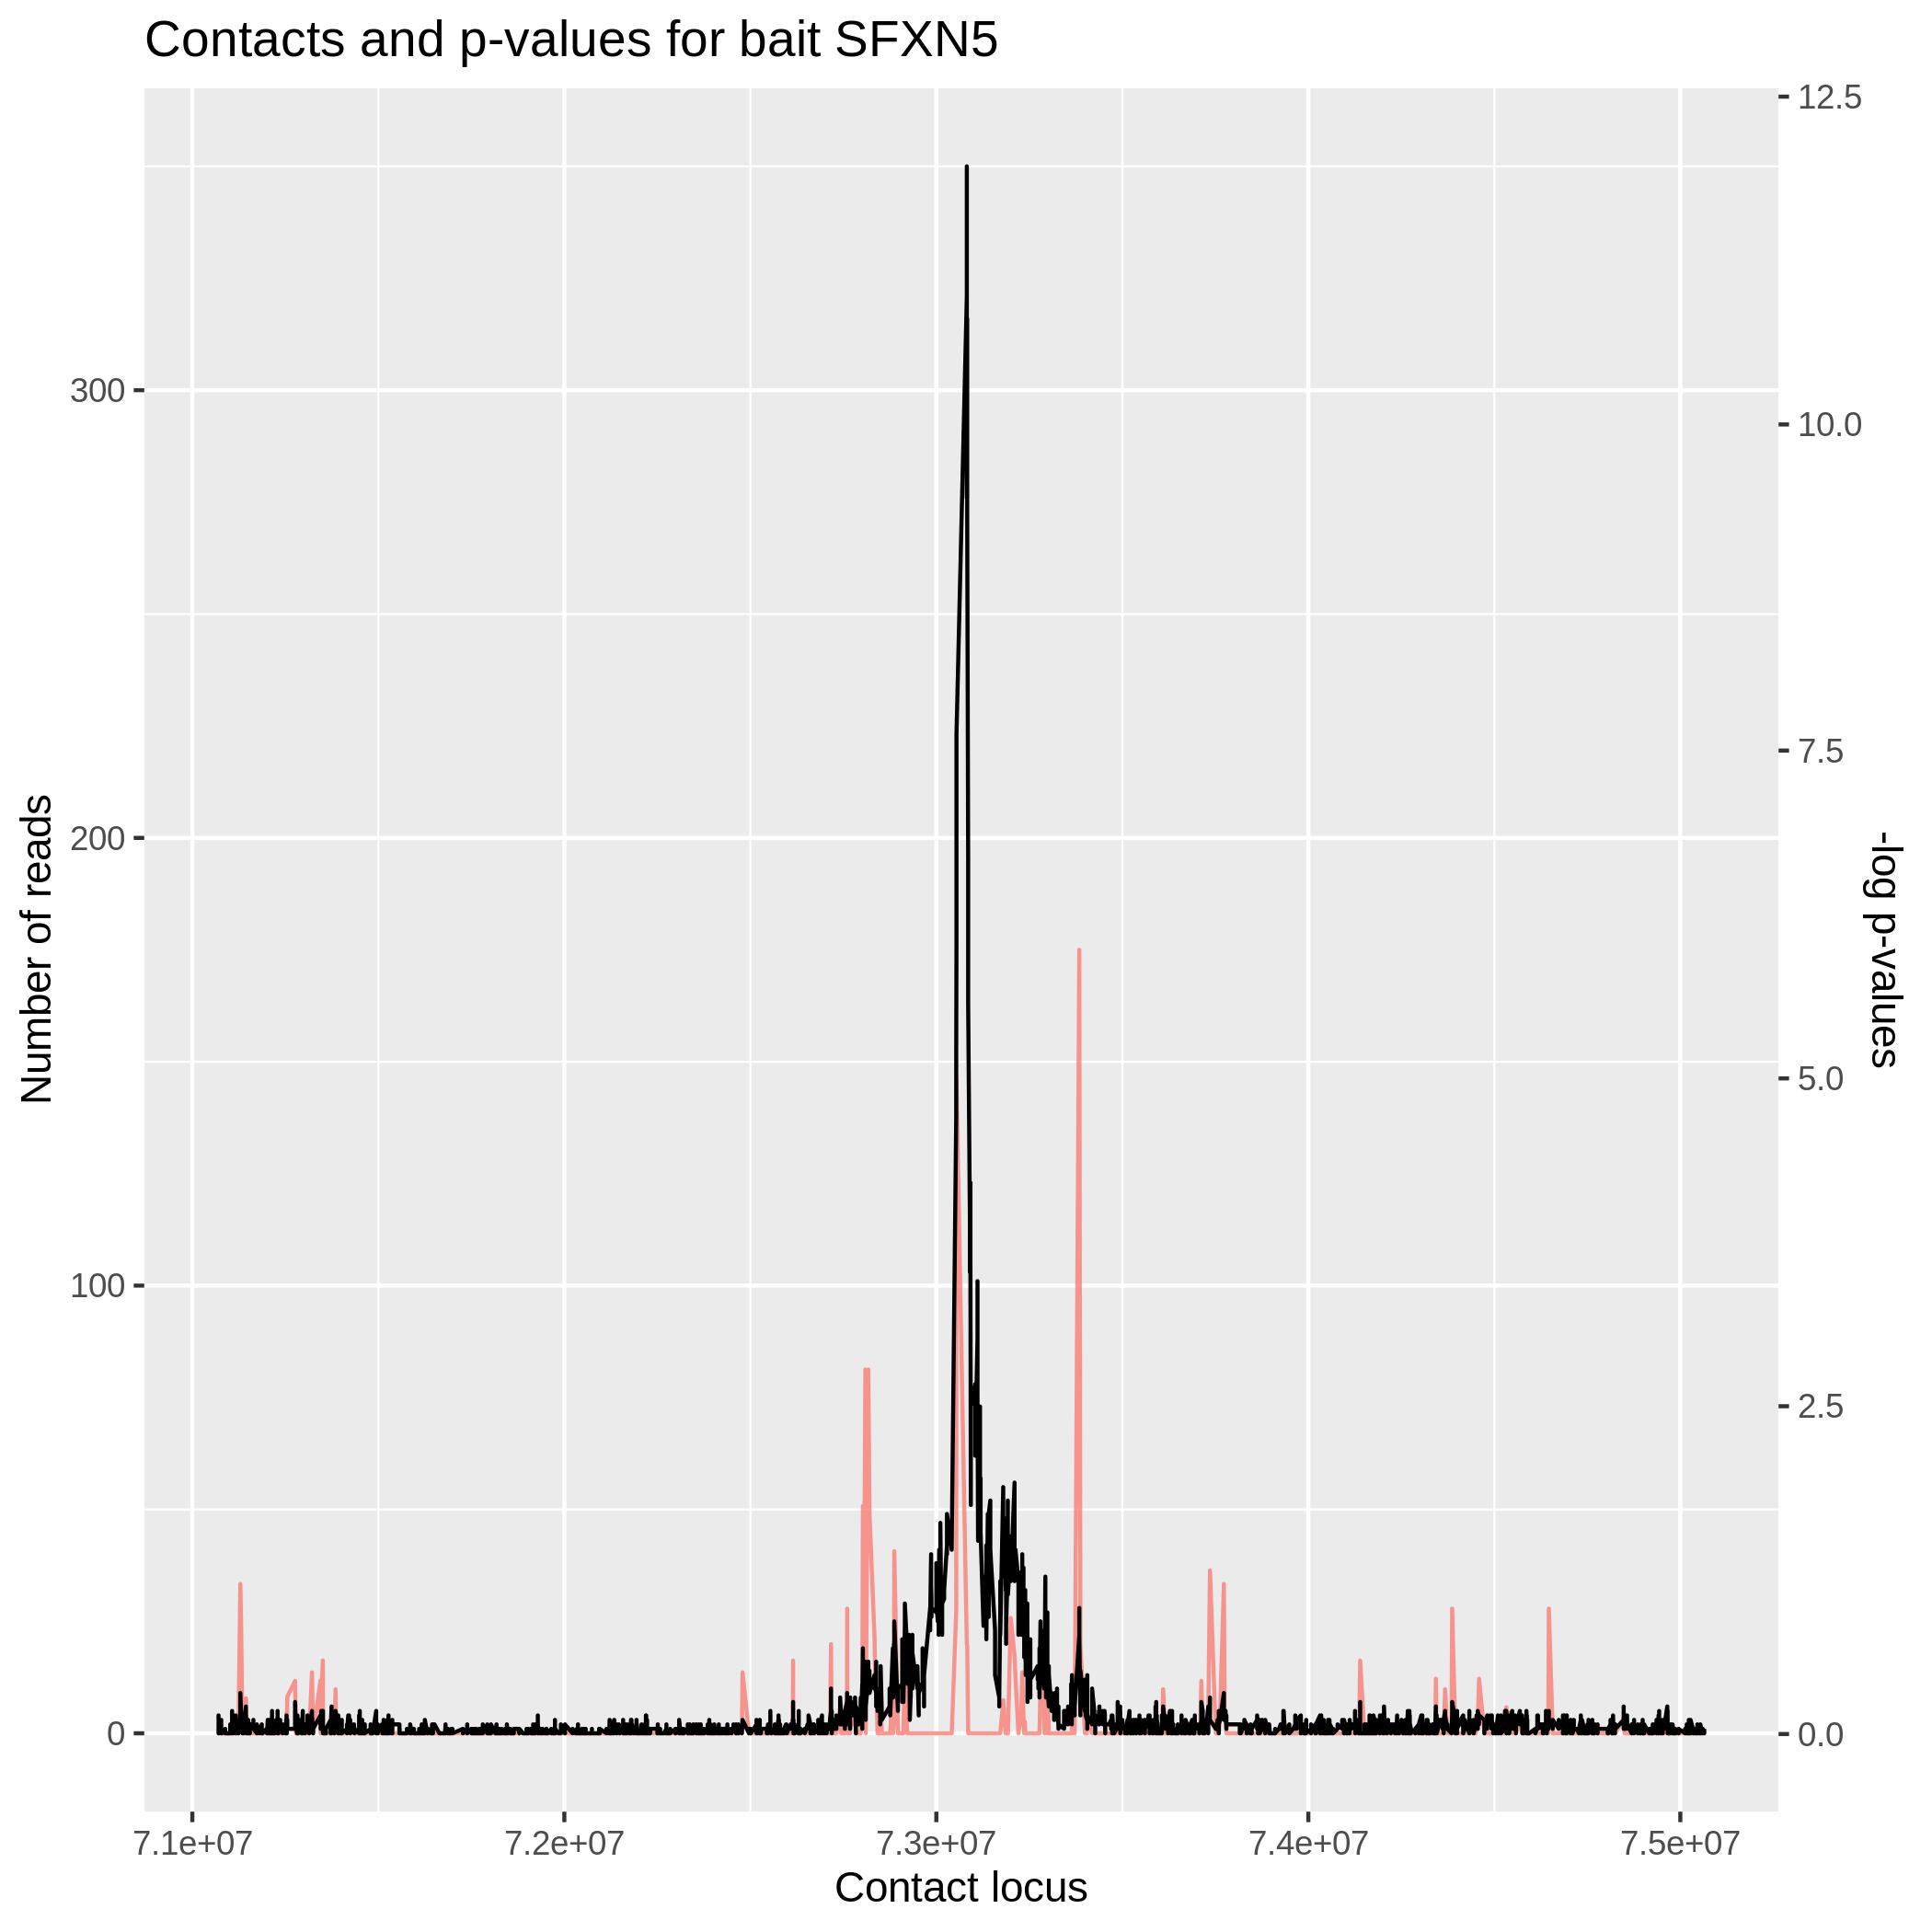 Contacts and p-values for bait SFXN5
Number of reads
300
200
100
0
12.5
10.0
7.5
5.0
2.5
0.0
-log p-values
7.1e+07
7.2e+07
7.3e+07
7.4e+07
7.5e+07
Contact locus